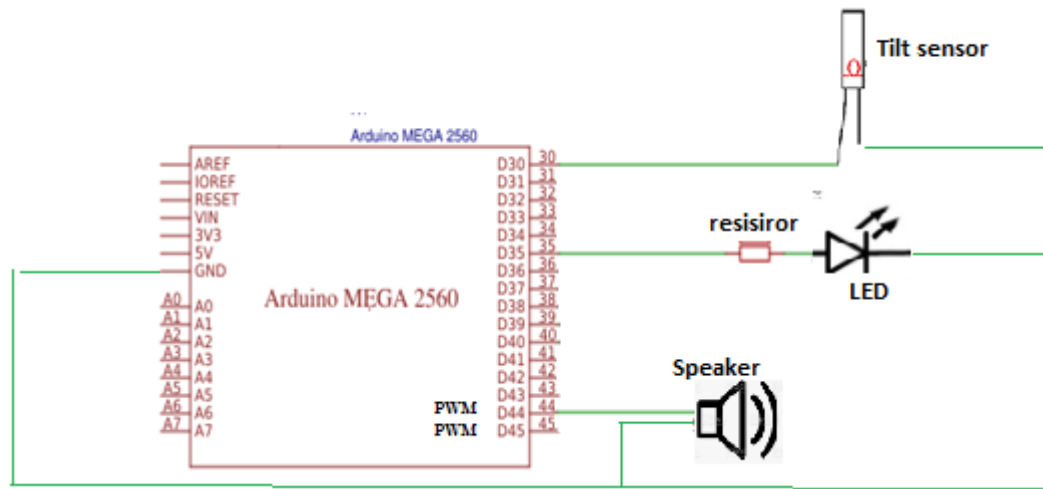 Tilt sensor
Arduino MEGA 2560
AREF
IOREF
RESET
VIN
3V3
5V
GND
A0 A0
A1 A1
A2 A2
A3 A3
A4 A4
A5 A5
A6 A6
A7 A7
Arduino MEGA 2560
D30 30
D31 31
D32 32
D33 33
D34 34
D35 35
D36 36
D37 37
D38 38
D39 39
D40 40
D41 41
D42 42
D43 43
PWM D44 44
PWM D45 45
resisiror
LED
Speaker